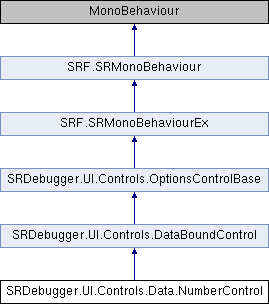 MonoBehaviour
SRF.SRMonoBehaviour
SRF.SRMonoBehaviourEx
SRDebugger.UI.Controls.OptionsControlBase
SRDebugger.UI.Controls.DataBoundControl
SRDebugger.UI.Controls.Data.NumberControl